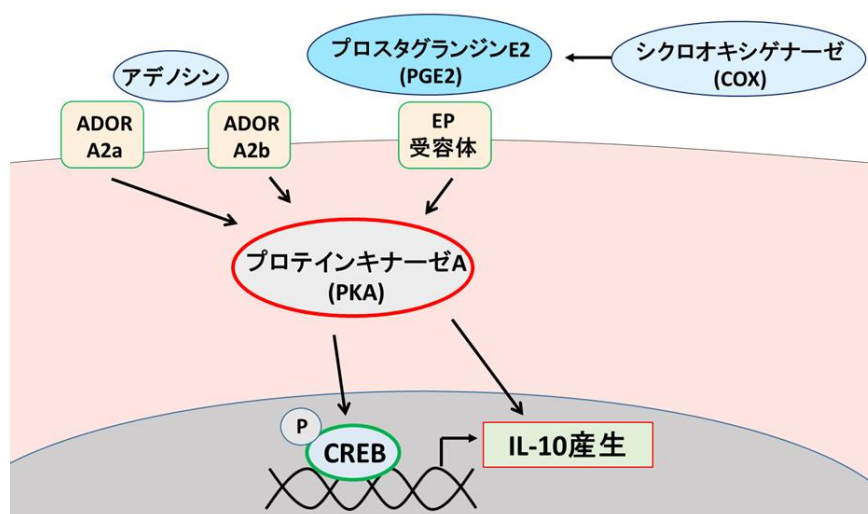 アデノシン
プロスタグランジンE2
(PGE2)
シクロオキシゲナーゼ
(COX)
ADOR
A2a
ADOR
A2b
EP
受容体
プロテインキナーゼA
(PKA)
P
CREB
IL-10産生